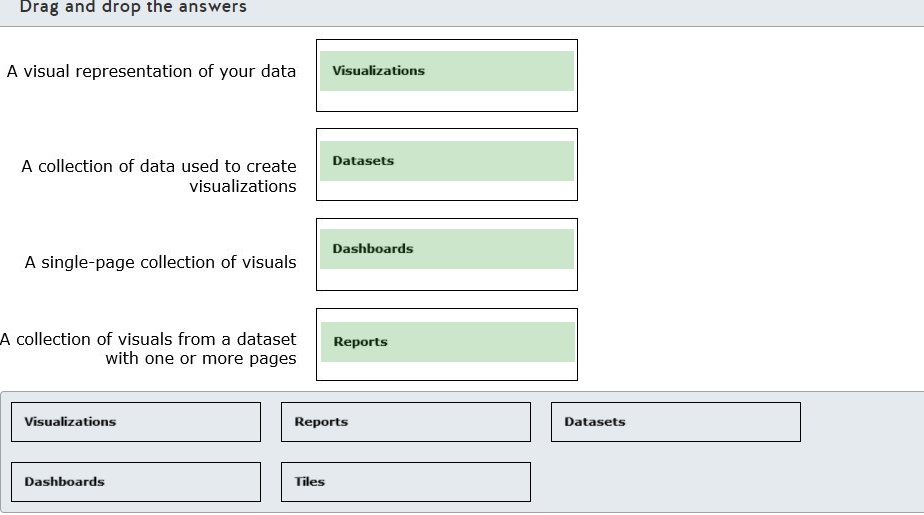 Drag and drop the answers
A visual representation of your data
Visualizations
A collection of data used to create
visualizations
Datasets
A single-page collection of visuals
Dashboards
A collection of visuals from a dataset
with one or more pages
Reports
Visualizations
Reports
Datasets
Dashboards
Tiles